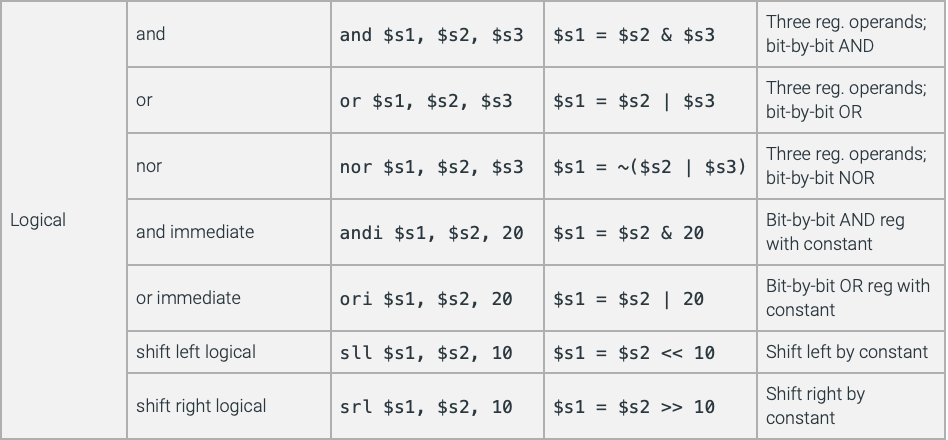 Logical
and
and $s1, $s2, $s3
$s1 = $s2 & $s3
Three reg. operands;
bit-by-bit AND
or
or $s1, $s2, $s3
$s1 = $s2 | $s3
Three reg. operands;
bit-by-bit OR
nor
nor $s1, $s2, $s3
$s1 = ~($s2 | $s3)
Three reg. operands;
bit-by-bit NOR
and immediate
andi $s1, $s2, 20
$s1 = $s2 & 20
Bit-by-bit AND reg
with constant
or immediate
ori $s1, $s2, 20
$s1 = $s2 | 20
Bit-by-bit OR reg with
constant
shift left logical
sll $s1, $s2, 10
$s1 = $s2 << 10
Shift left by constant
shift right logical
srl $s1, $s2, 10
$s1 = $s2 >> 10
Shift right by
constant